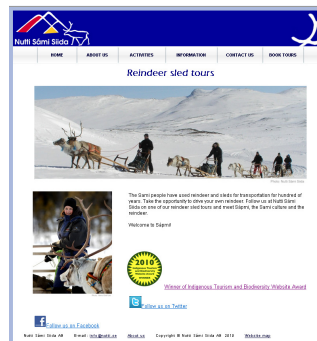 Nutti Sámi Siida
HOME ABOUT US ACTIVITIES INFORMATION CONTACT US BOOK TOURS
Reindeer sled tours
The Sami people have used reindeer and sleds for transportation for hundred of
years. Take the opportunity to drive your own reindeer. Follow us at Nutti Sámi
Siida on one of our reindeer sled tours and meet Sápmi, the Sami culture and the
reindeer.
Welcome to Sápmi!
2010
Winner of Indigenous Tourism and Biodiversity Website Award
Follow us on Twitter
Follow us on Facebook
Nutti Sámi Siida AB E-mail: info@nutti.se About us Copyright © Nutti Sámi Siida AB 2010 Website map